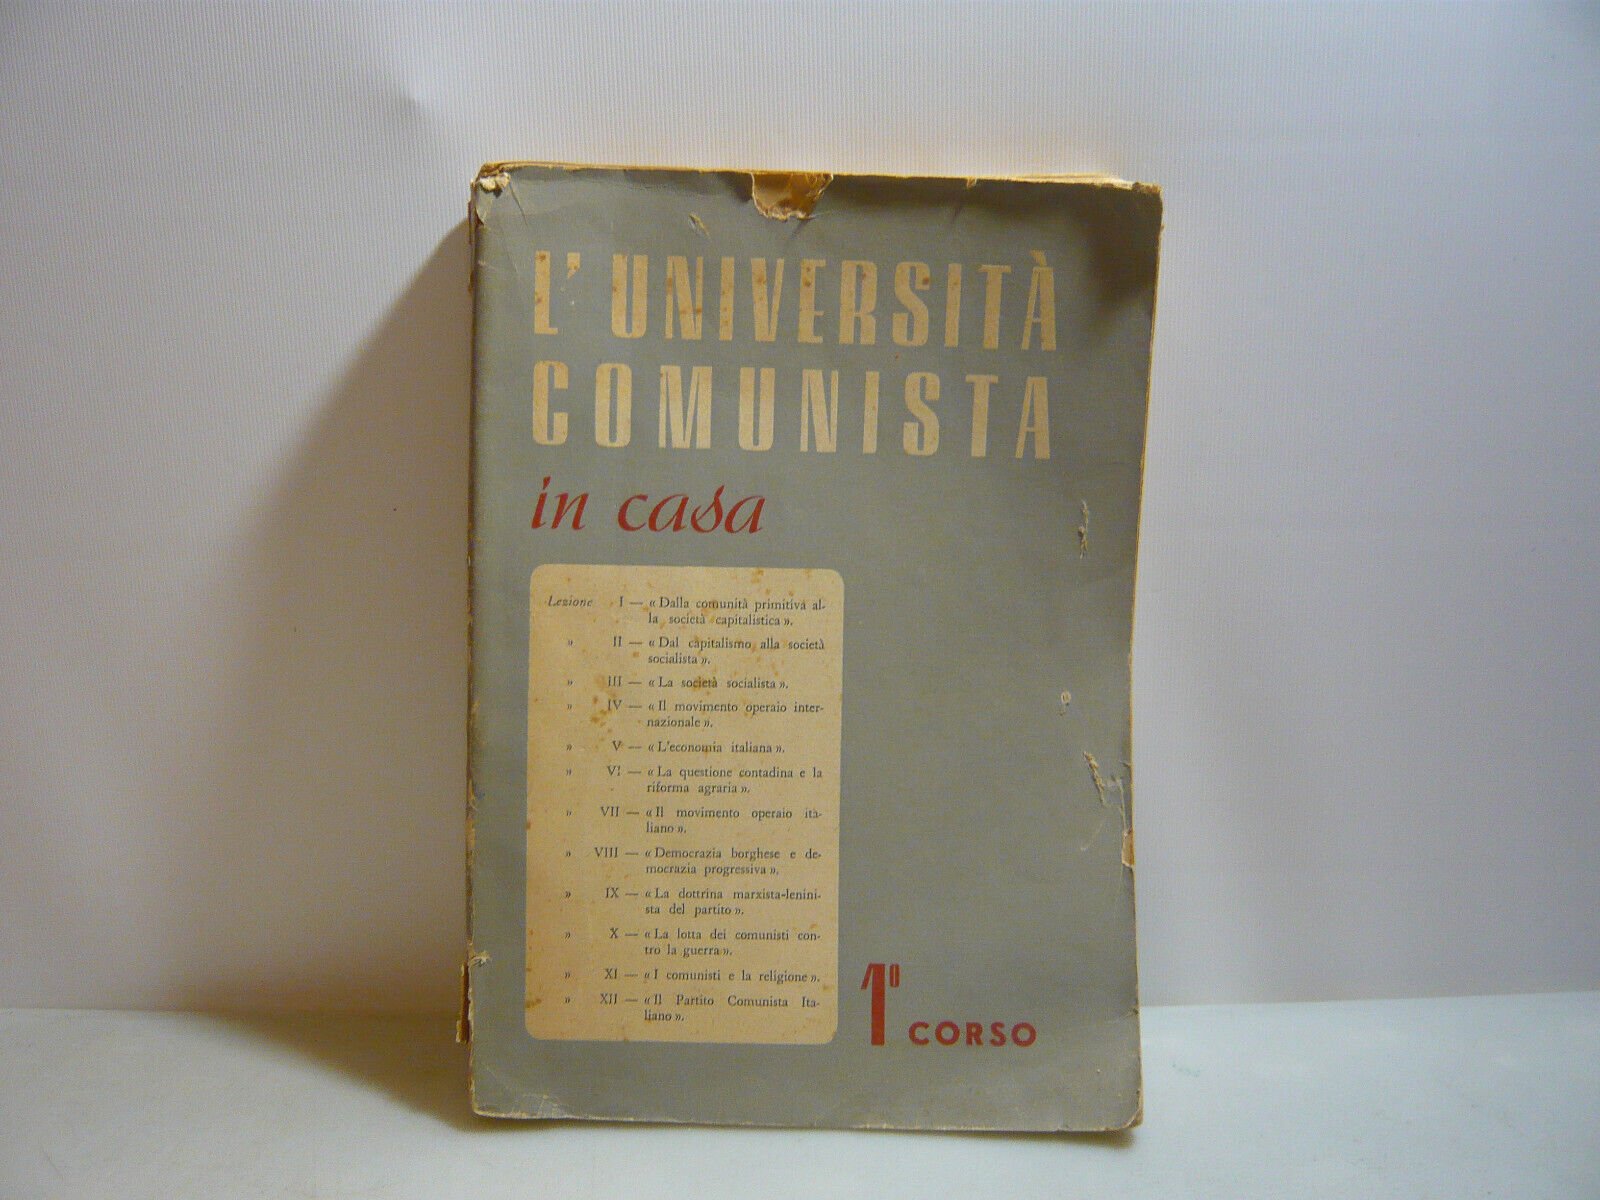 L'UNIVERSITÀ
COMUNISTA
in casa
Lezione I — « Dalla comunità primitiva al-
la società capitalistica ».
» II — « Dal capitalismo alla società
socialista ».
» III — « La società socialista ».
» IV — « Il movimento operaio inter-
nazionale ».
» V — « L'economia italiana ».
» VI — « La questione contadina e la
riforma agraria ».
» VII — « Il movimento operaio ita-
liano ».
» VIII — « Democrazia borghese e de-
mocrazia progressiva ».
» IX — « La dottrina marxista-lenini-
sta del partito ».
» X — « La lotta dei comunisti con-
tro la guerra ».
» XI — « I comunisti e la religione ».
» XII — « Il Partito Comunista Ita-
liano ».
1° CORSO